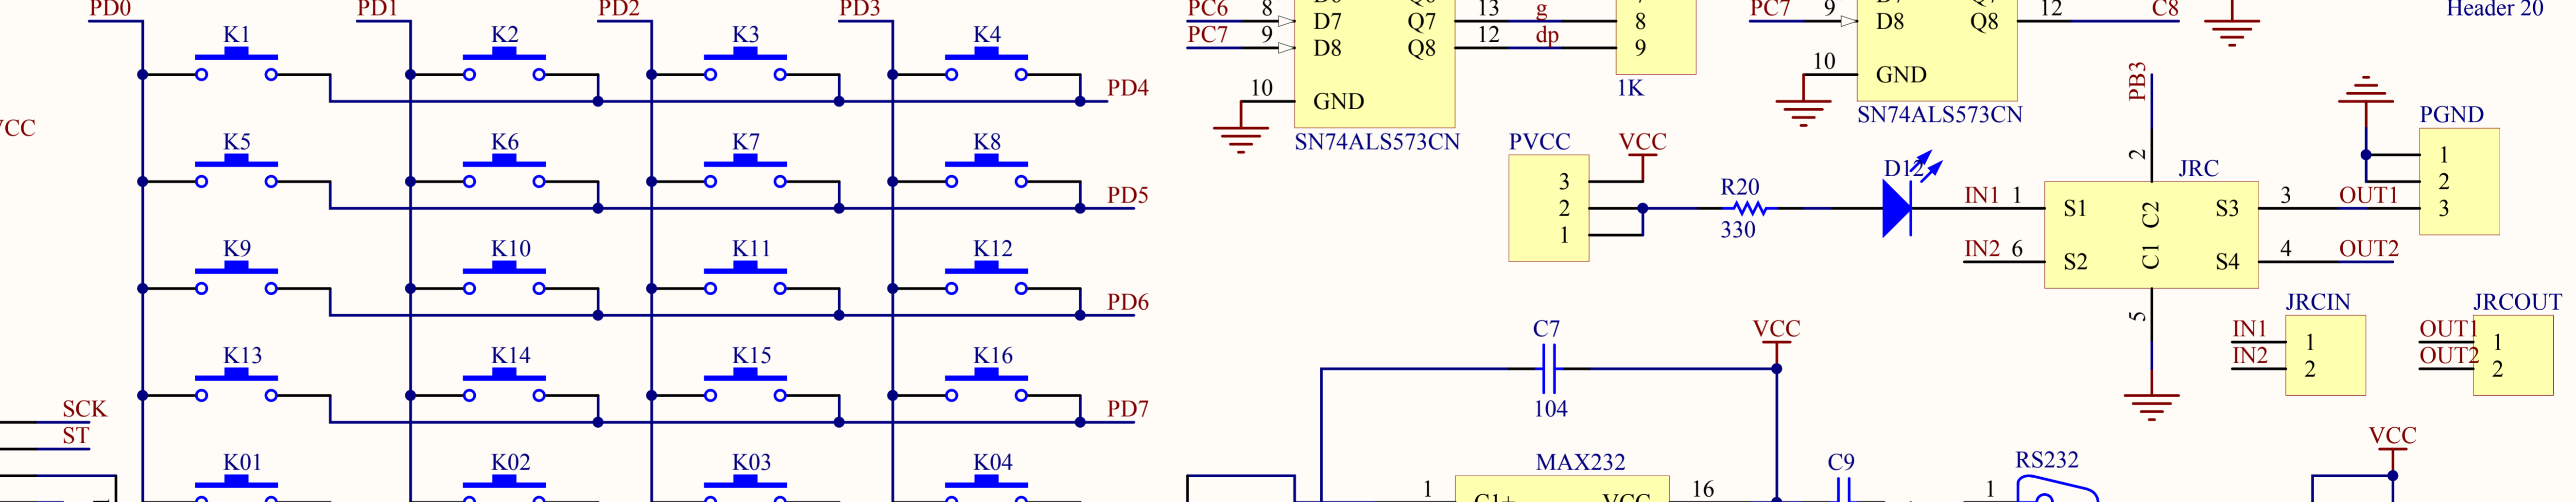 PD0 PD1 PD2 PD3
PC6 8 D7 Q7 13 g 8
PC7 9 D8 Q8 12 dp 9
PC7 9 D8 Q8 12 C8
Header 20
K1 K2 K3 K4
PD4
10 GND
SN74ALS573CN
1K
10 GND
SN74ALS573CN
VCC
K5 K6 K7 K8
PD5
PVCC
VCC
3
2
1
R20
330
D12
PB3
2
JRC
IN1 1 S1 C2 S3 3 OUT1
IN2 6 S2 C1 S4 4 OUT2
5
PGND
1
2
3
K9 K10 K11 K12
PD6
JRCIN
IN1 1
IN2 2
JRCOUT
OUT1 1
OUT2 2
K13 K14 K15 K16
PD7
C7
104
VCC
SCK
ST
K01 K02 K03 K04
MAX232
1 C1+ VCC 16
C9
RS232
1
VCC